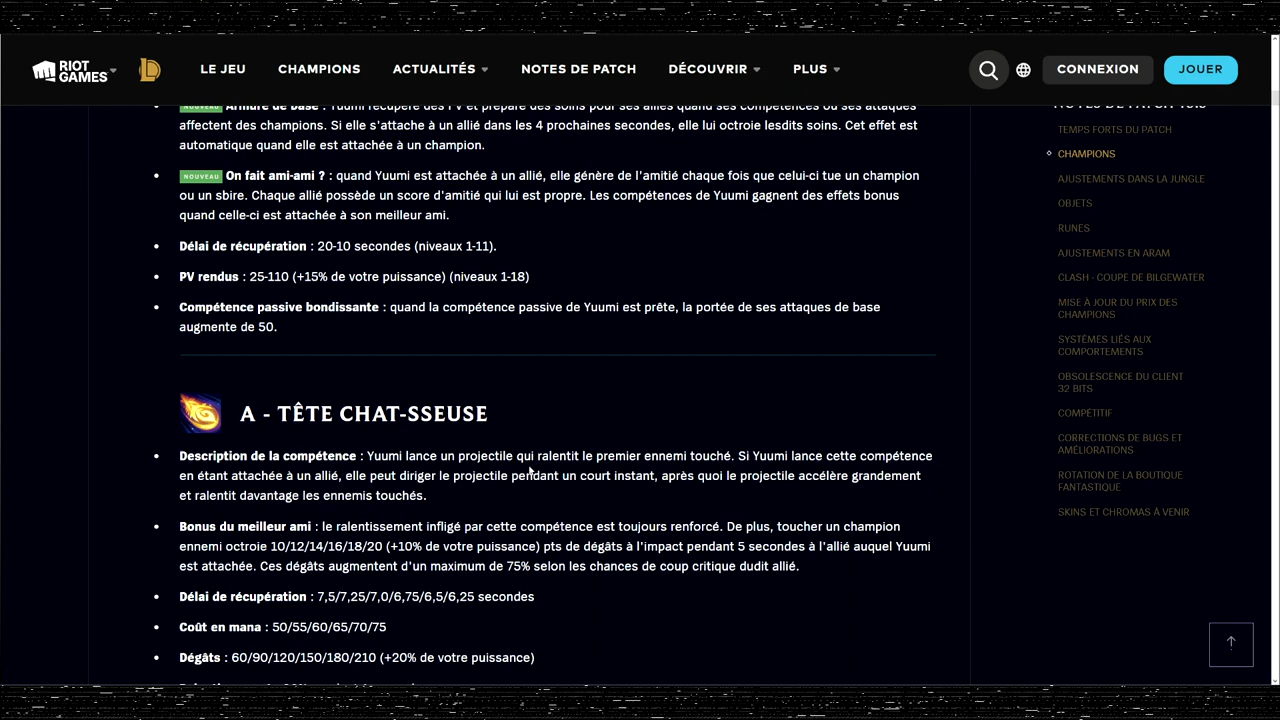 RIOT GAMES
LE JEU
CHAMPIONS
ACTUALITÉS
NOTES DE PATCH
DÉCOUVRIR
PLUS
CONNEXION
JOUER
NOUVEAU Armure de base : Yuumi récupère des PV et prépare des soins pour ses alliés quand ses compétences ou ses attaques
affectent des champions. Si elle s'attache à un allié dans les 4 prochaines secondes, elle lui octroie lesdits soins. Cet effet est
automatique quand elle est attachée à un champion.
NOUVEAU On fait ami-ami ? : quand Yuumi est attachée à un allié, elle génère de l'amitié chaque fois que celui-ci tue un champion
ou un sbire. Chaque allié possède un score d'amitié qui lui est propre. Les compétences de Yuumi gagnent des effets bonus
quand celle-ci est attachée à son meilleur ami.
Délai de récupération : 20-10 secondes (niveaux 1-11).
PV rendus : 25-110 (+15% de votre puissance) (niveaux 1-18)
Compétence passive bondissante : quand la compétence passive de Yuumi est prête, la portée de ses attaques de base
augmente de 50.
A - TÊTE CHAT-SSEUSE
Description de la compétence : Yuumi lance un projectile qui ralentit le premier ennemi touché. Si Yuumi lance cette compétence
en étant attachée à un allié, elle peut diriger le projectile pendant un court instant, après quoi le projectile accélère grandement
et ralentit davantage les ennemis touchés.
Bonus du meilleur ami : le ralentissement infligé par cette compétence est toujours renforcé. De plus, toucher un champion
ennemi octroie 10/12/14/16/18/20 (+10% de votre puissance) pts de dégâts à l'impact pendant 5 secondes à l'allié auquel Yuumi
est attachée. Ces dégâts augmentent d'un maximum de 75% selon les chances de coup critique dudit allié.
Délai de récupération : 7,5/7,25/7,0/6,75/6,5/6,25 secondes
Coût en mana : 50/55/60/65/70/75
Dégâts : 60/90/120/150/180/210 (+20% de votre puissance)
NOTES DE PATCH
TEMPS FORTS DU PATCH
CHAMPIONS
AJUSTEMENTS DANS LA JUNGLE
OBJETS
RUNES
AJUSTEMENTS EN ARAM
CLASH - COUPE DE BILGEWATER
MISE À JOUR DU PRIX DES
CHAMPIONS
SYSTÈMES LIÉS AUX
COMPORTEMENTS
OBSOLESCENCE DU CLIENT
32 BITS
COMPÉTITIF
CORRECTIONS DE BUGS ET
AMÉLIORATIONS
ROTATION DE LA BOUTIQUE
FANTASTIQUE
SKINS ET CHROMAS À VENIR